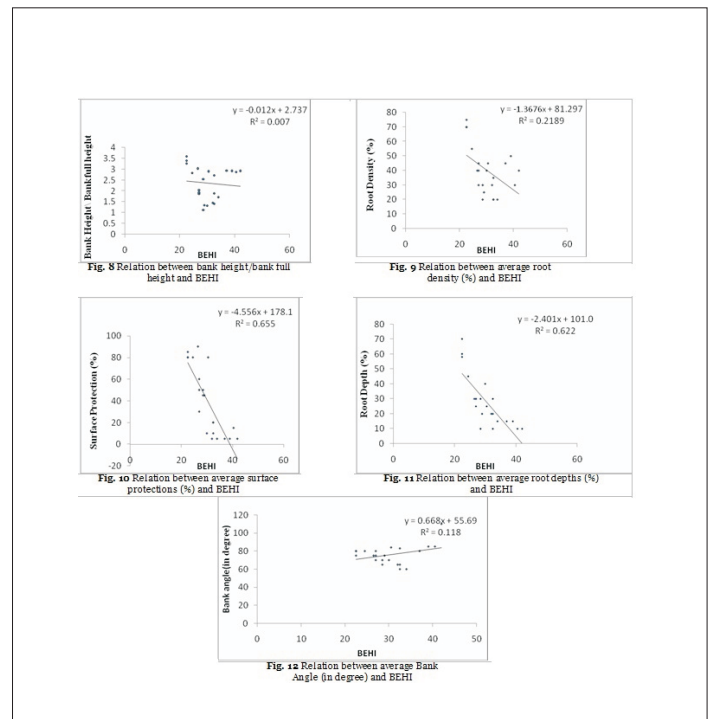 y = -0.012x + 2.737
R² = 0.007
Bank Height / Bank full height
4
3.5
3
2.5
2
1.5
1
0.5
0
0 20 40 60
BEHI
Fig. 8 Relation between bank height/bank full
height and BEHI
y = -1.3676x + 81.297
R² = 0.2189
Root Density (%)
80
70
60
50
40
30
20
10
0
0 20 40 60
BEHI
Fig. 9 Relation between average root
density (%) and BEHI
y = -4.556x + 178.1
R² = 0.655
Surface Protection (%)
100
80
60
40
20
0
-20
0 20 40 60
BEHI
Fig. 10 Relation between average surface
protections (%) and BEHI
y = -2.401x + 101.0
R² = 0.622
Root Depth (%)
80
70
60
50
40
30
20
10
0
0 20 40 60
BEHI
Fig. 11 Relation between average root depths (%)
and BEHI
y = 0.668x + 55.69
R² = 0.118
Bank angle(in degree)
120
100
80
60
40
20
0
0 10 20 30 40 50
BEHI
Fig. 12 Relation between average Bank
Angle (in degree) and BEHI